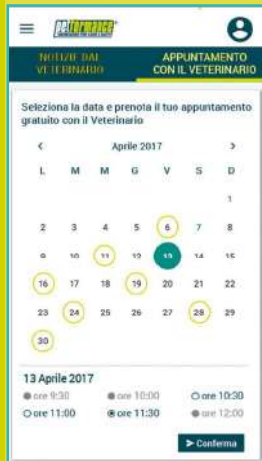 petformance
NOTIZIE DAL
VETERINARIO
APPUNTAMENTO
CON IL VETERINARIO
Seleziona la data e prenota il tuo appuntamento
gratuito con il Veterinario
< Aprile 2017 >
L M M G V S D
1
2 3 4 5 6 7 8
9 10 11 12 13 14 15
16 17 18 19 20 21 22
23 24 25 26 27 28 29
30
13 Aprile 2017
ore 9:30 ore 10:00 ore 10:30
ore 11:00 ore 11:30 ore 12:00
Conferma